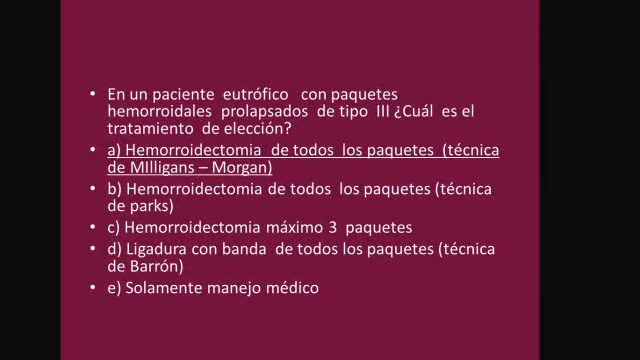 • En un paciente eutrófico con paquetes
hemorroidales prolapsados de tipo III ¿Cuál es el
tratamiento de elección?
• a) Hemorroidectomia de todos los paquetes (técnica
de MIlligans – Morgan)
• b) Hemorroidectomia de todos los paquetes (técnica
de parks)
• c) Hemorroidectomia máximo 3 paquetes
• d) Ligadura con banda de todos los paquetes (técnica
de Barrón)
• e) Solamente manejo médico